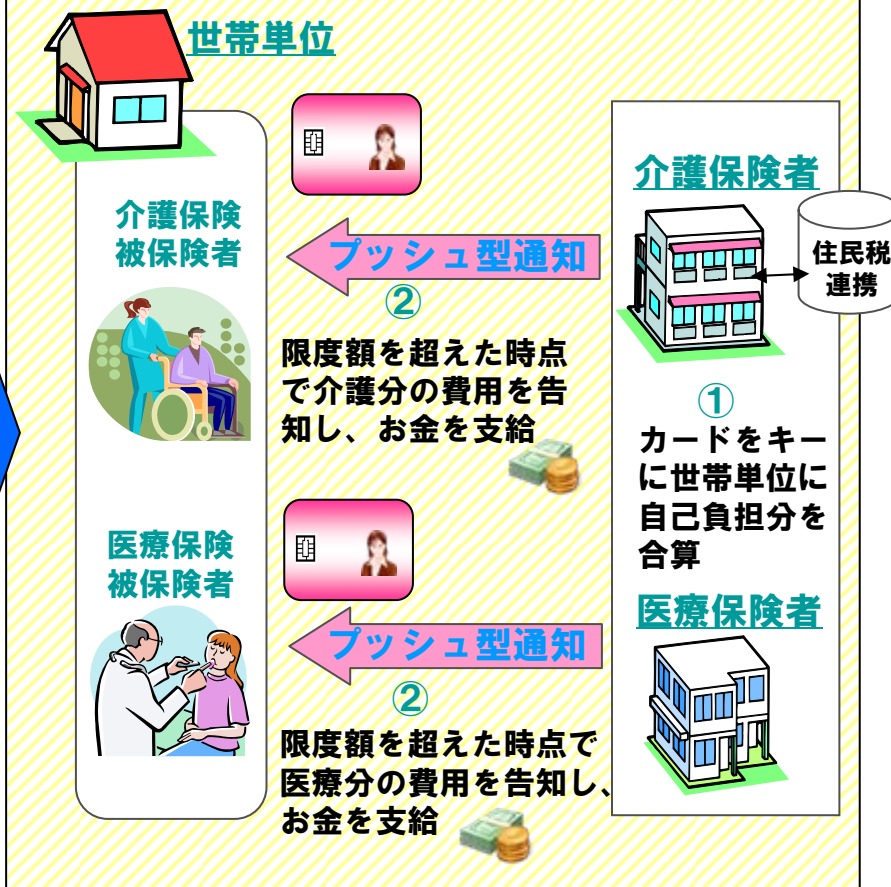 世帯単位
介護保険
被保険者
プッシュ型通知
②
限度額を超えた時点
で介護分の費用を告
知し、お金を支給
医療保険
被保険者
プッシュ型通知
②
限度額を超えた時点で
医療分の費用を告知し、
お金を支給
介護保険者
住民税
連携
①
カードをキー
に世帯単位に
自己負担分を
合算
医療保険者